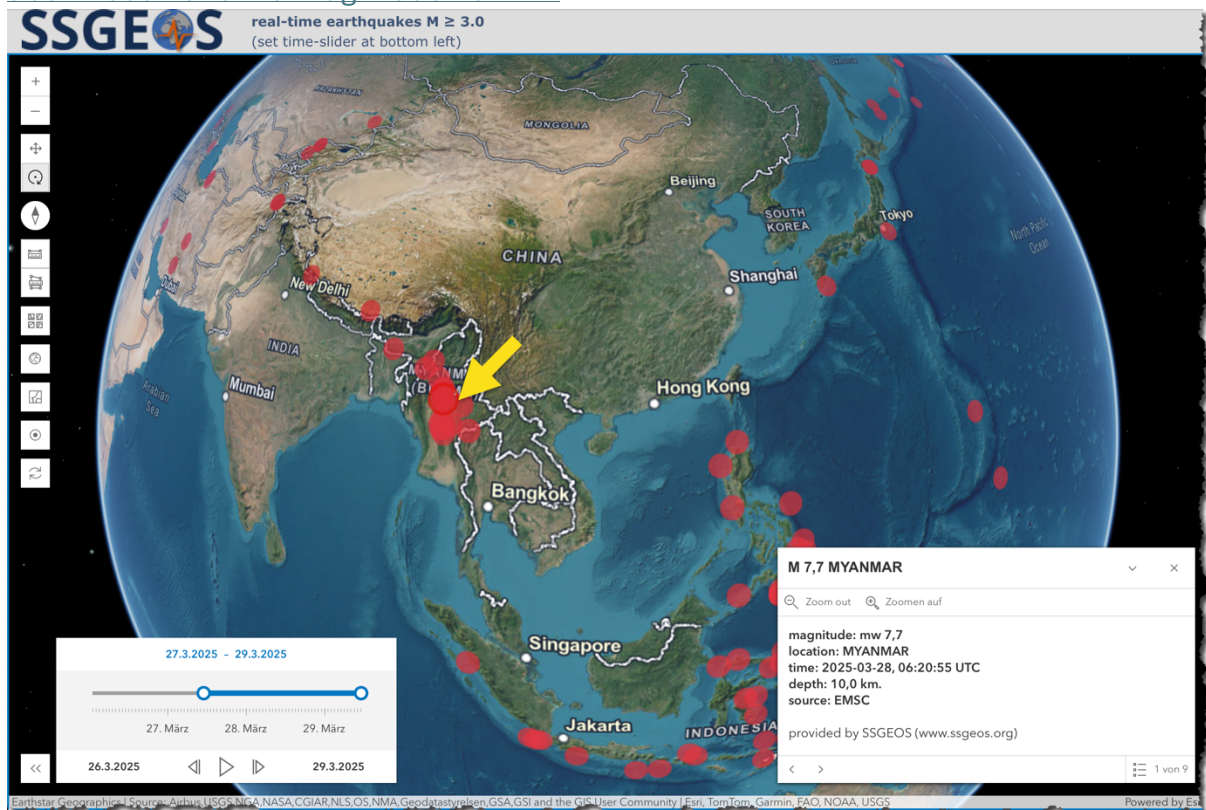 SSGEOS
real-time earthquakes M ≥ 3.0
(set time-slider at bottom left)
KAZAKHSTAN
MONGOLIA
Beijing
SOUTH
KOREA
Tokyo
North Pacific
Ocean
CHINA
Shanghai
New Delhi
Dubai
INDIA
Arabian
Sea
Mumbai
Hong Kong
Bangkok
Singapore
Jakarta
INDONESIA
M 7,7 MYANMAR
Zoom out
Zoomen auf
magnitude: mw 7,7
location: MYANMAR
time: 2025-03-28, 06:20:55 UTC
depth: 10,0 km.
source: EMSC
provided by SSGEOS (www.ssgeos.org)
1 von 9
27.3.2025 - 29.3.2025
27. März 28. März 29. März
26.3.2025 29.3.2025
Earthstar Geographics | Source: Airbus,USGS,NGA,NASA,CGIAR,NLS,OS,NMA,Geodatastyrelsen,GSA,GSI and the GIS User Community | Esri, TomTom, Garmin, FAO, NOAA, USGS
Powered by Esri